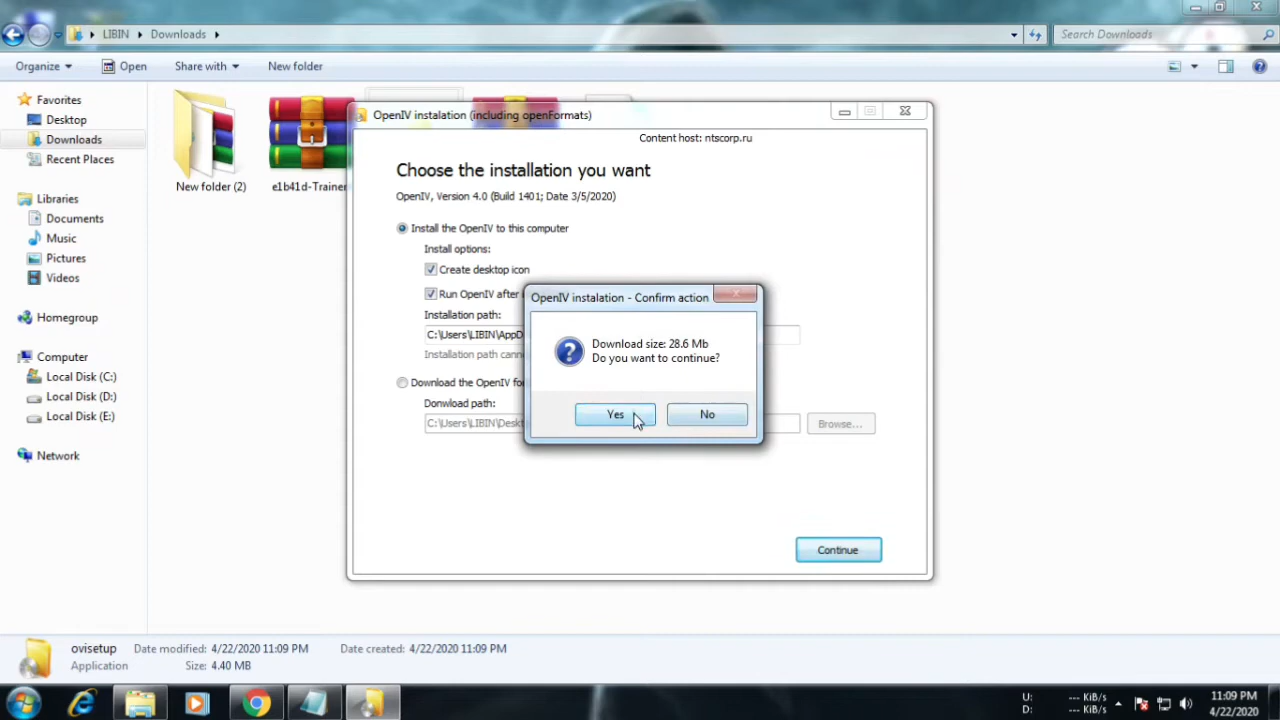 LIBIN
Downloads
Search Downloads
Organize
Open
Share with
New folder
Favorites
Desktop
Downloads
Recent Places
Libraries
Documents
Music
Pictures
Videos
Homegroup
Computer
Local Disk (C:)
Local Disk (D:)
Local Disk (E:)
Network
New folder (2)
e1b41d-Trainer
OpenIV instalation (including openFormats)
Content host: ntscorp.ru
Choose the installation you want
OpenIV, Version 4.0 (Build 1401; Date 3/5/2020)
Install the OpenIV to this computer
Install options:
Create desktop icon
Run OpenIV after
Installation path:
C:\Users\LIBIN\AppD
Installation path cann
Download the OpenIV for
Donwload path:
C:\Users\LIBIN\Deskt
Browse...
Continue
OpenIV instalation - Confirm action
Download size: 28.6 Mb
Do you want to continue?
Yes
No
ovisetup
Date modified: 4/22/2020 11:09 PM
Date created: 4/22/2020 11:09 PM
Application
Size: 4.40 MB
U:
--- KiB/s
D:
--- KiB/s
11:09 PM
4/22/2020